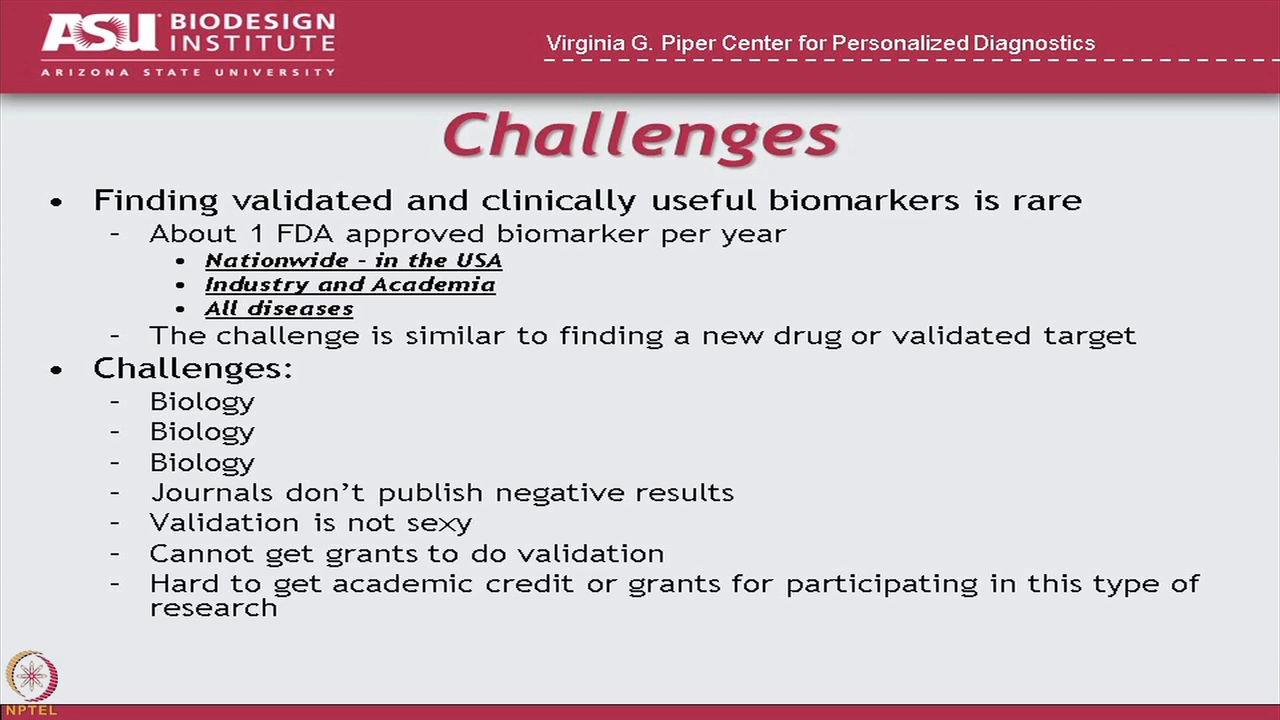 ASU BIODESIGN
INSTITUTE
ARIZONA STATE UNIVERSITY
Virginia G. Piper Center for Personalized Diagnostics
Challenges
• Finding validated and clinically useful biomarkers is rare
- About 1 FDA approved biomarker per year
• Nationwide - in the USA
• Industry and Academia
• All diseases
- The challenge is similar to finding a new drug or validated target
• Challenges:
- Biology
- Biology
- Biology
- Journals don't publish negative results
- Validation is not sexy
- Cannot get grants to do validation
- Hard to get academic credit or grants for participating in this type of
research
NPTEL